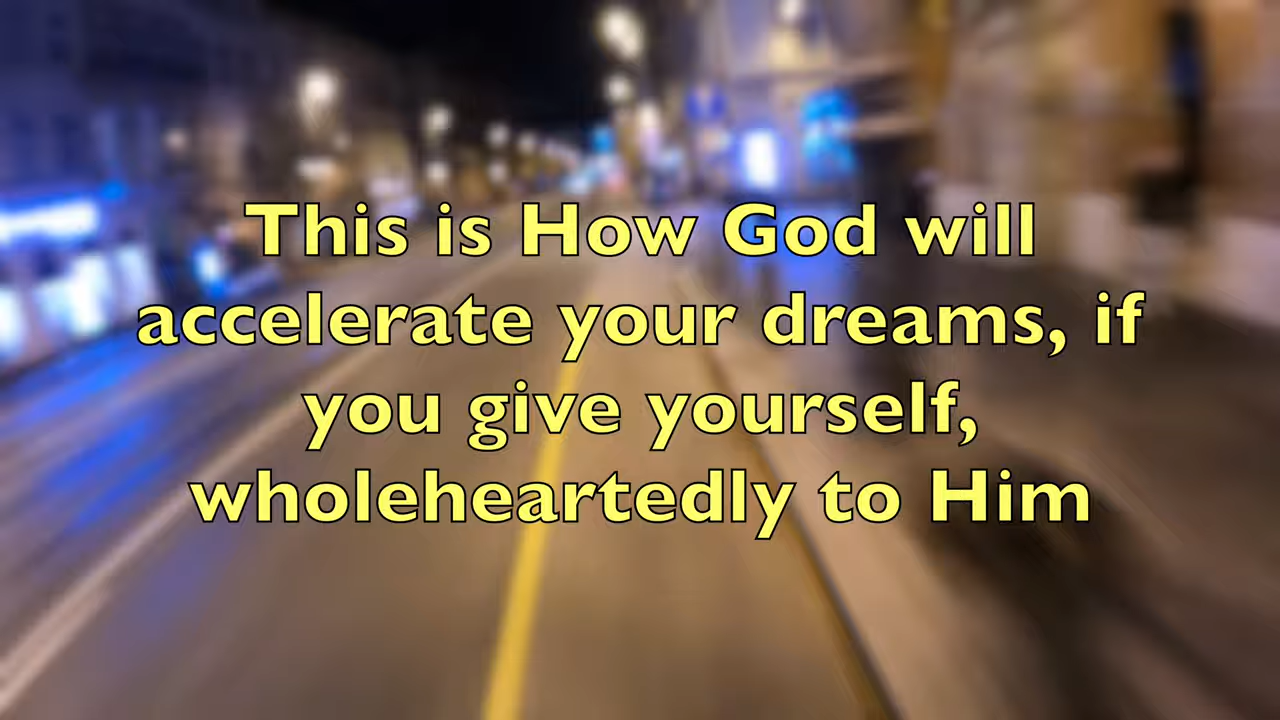 This is How God will
accelerate your dreams, if
you give yourself,
wholeheartedly to Him